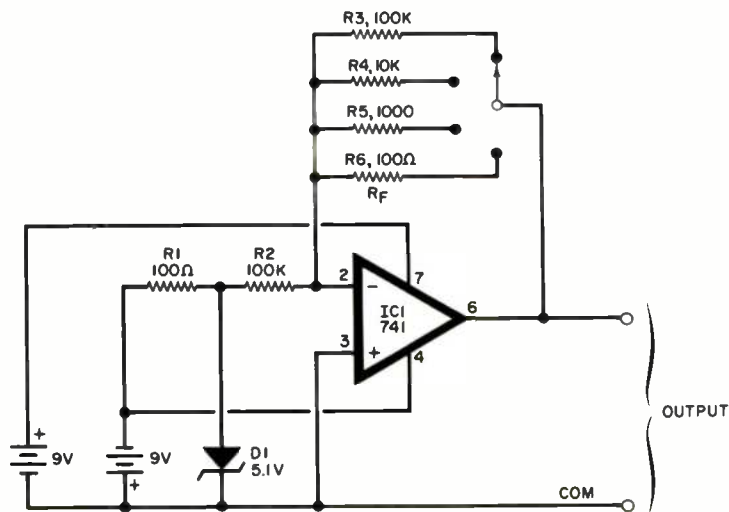 R3, 100K
R4, 10K
R5, 1000
R6, 100Ω
RF
R1
100Ω
R2
100K
2
−
7
IC1
741
6
3
+
4
+
9V
9V
+
D1
5.1V
OUTPUT
COM